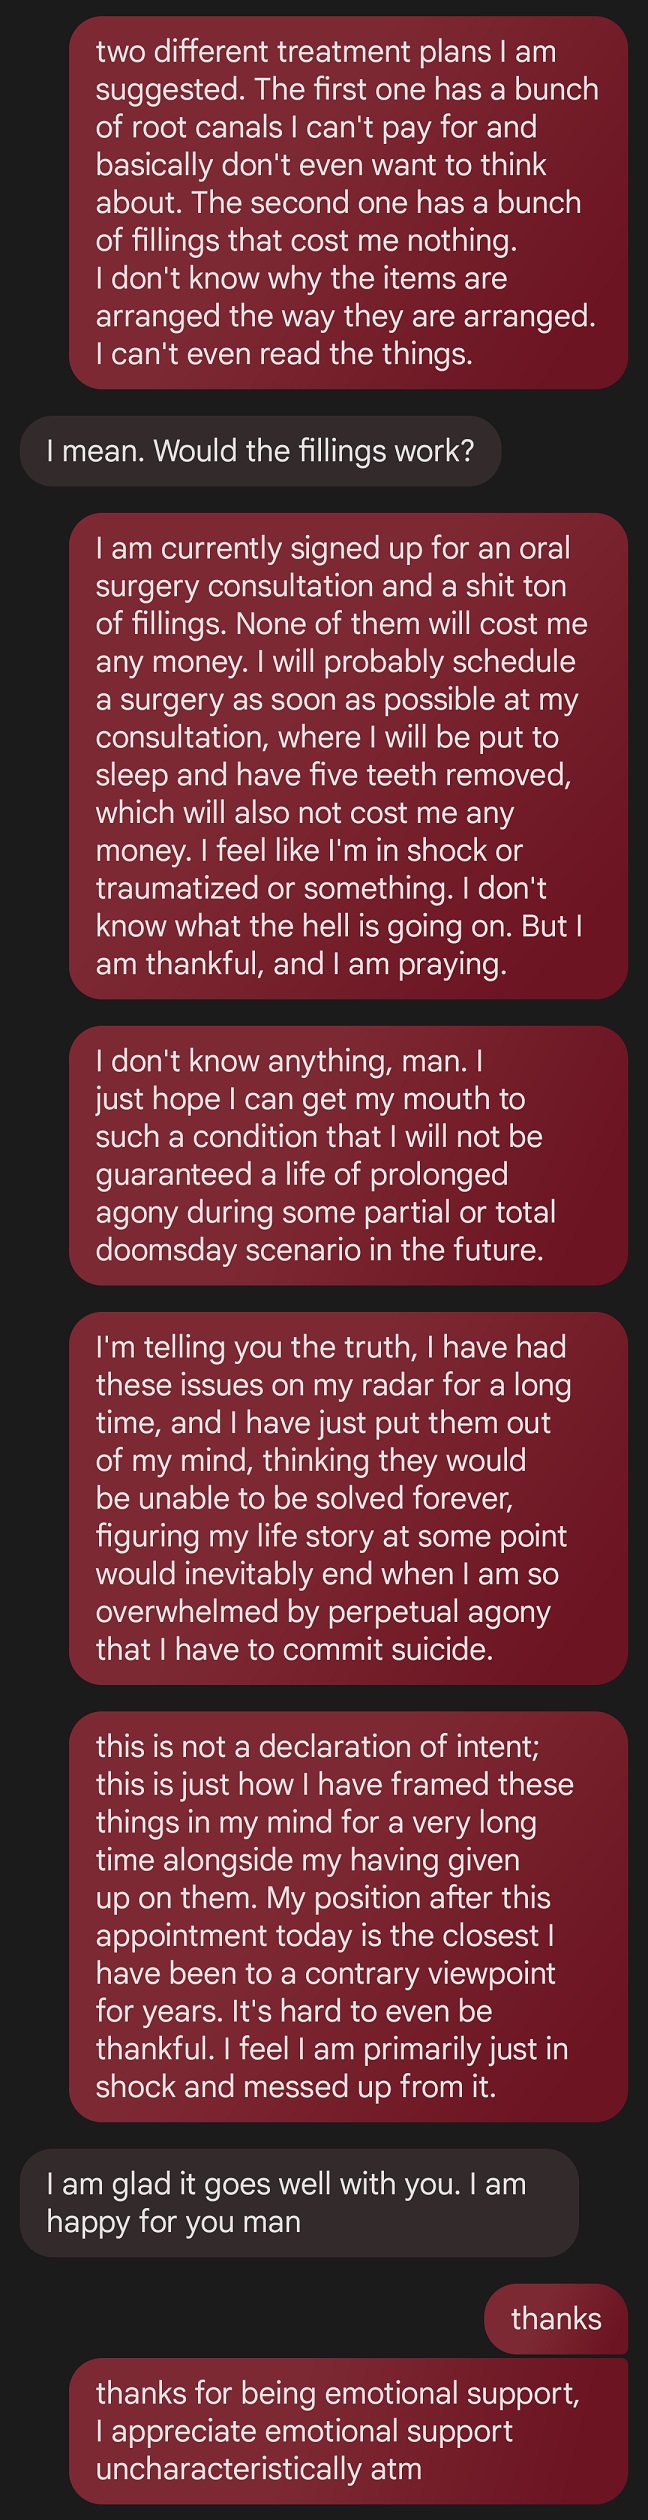 two different treatment plans I am
suggested. The first one has a bunch
of root canals I can't pay for and
basically don't even want to think
about. The second one has a bunch
of fillings that cost me nothing.
I don't know why the items are
arranged the way they are arranged.
I can't even read the things.
I mean. Would the fillings work?
I am currently signed up for an oral
surgery consultation and a shit ton
of fillings. None of them will cost me
any money. I will probably schedule
a surgery as soon as possible at my
consultation, where I will be put to
sleep and have five teeth removed,
which will also not cost me any
money. I feel like I'm in shock or
traumatized or something. I don't
know what the hell is going on. But I
am thankful, and I am praying.
I don't know anything, man. I
just hope I can get my mouth to
such a condition that I will not be
guaranteed a life of prolonged
agony during some partial or total
doomsday scenario in the future.
I'm telling you the truth, I have had
these issues on my radar for a long
time, and I have just put them out
of my mind, thinking they would
be unable to be solved forever,
figuring my life story at some point
would inevitably end when I am so
overwhelmed by perpetual agony
that I have to commit suicide.
this is not a declaration of intent;
this is just how I have framed these
things in my mind for a very long
time alongside my having given
up on them. My position after this
appointment today is the closest I
have been to a contrary viewpoint
for years. It's hard to even be
thankful. I feel I am primarily just in
shock and messed up from it.
I am glad it goes well with you. I am
happy for you man
thanks
thanks for being emotional support,
I appreciate emotional support
uncharacteristically atm